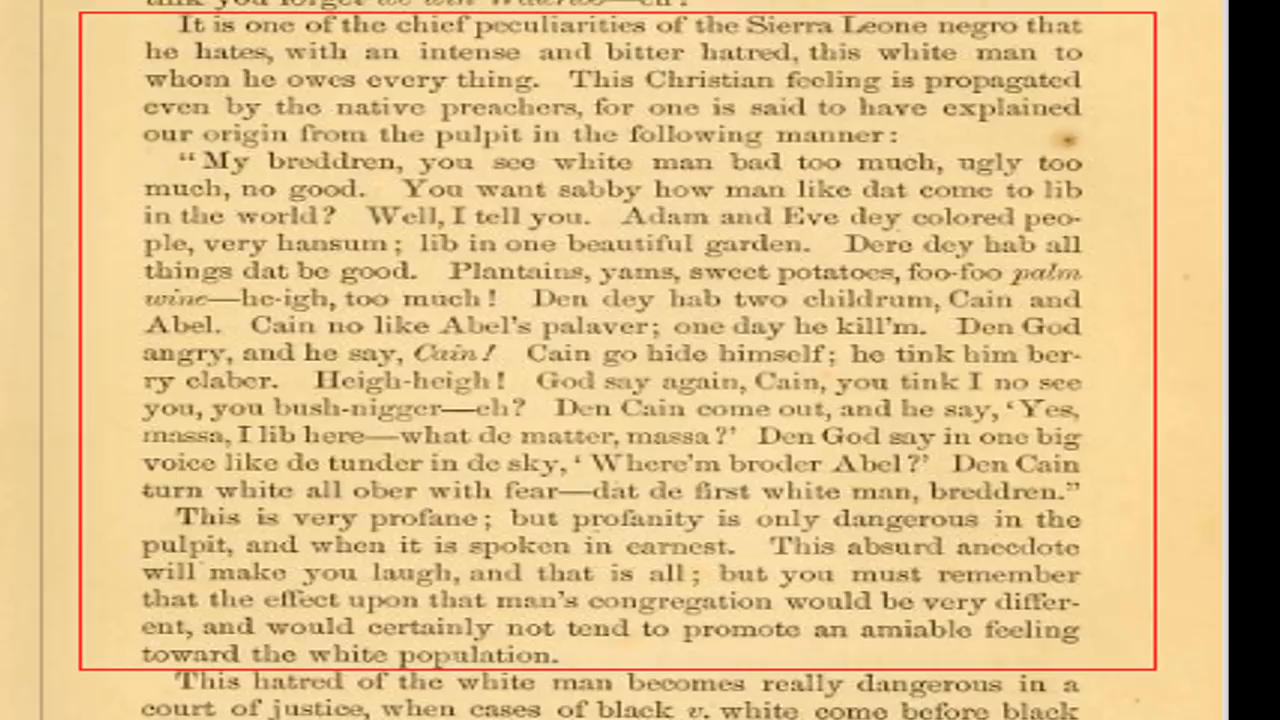 think you forget we win Waterloo—eh?
It is one of the chief peculiarities of the Sierra Leone negro that
he hates, with an intense and bitter hatred, this white man to
whom he owes every thing. This Christian feeling is propagated
even by the native preachers, for one is said to have explained
our origin from the pulpit in the following manner:
"My breddren, you see white man bad too much, ugly too
much, no good. You want sabby how man like dat come to lib
in the world? Well, I tell you. Adam and Eve dey colored peo-
ple, very hansum; lib in one beautiful garden. Dere dey hab all
things dat be good. Plantains, yams, sweet potatoes, foo-foo palm
wine—he-igh, too much! Den dey hab two childrum, Cain and
Abel. Cain no like Abel's palaver; one day he kill'm. Den God
angry, and he say, Cain! Cain go hide himself; he tink him ber-
ry claber. Heigh-heigh! God say again, Cain, you tink I no see
you, you bush-nigger—eh? Den Cain come out, and he say, 'Yes,
massa, I lib here—what de matter, massa?' Den God say in one big
voice like de tunder in de sky, 'Where'm broder Abel?' Den Cain
turn white all ober with fear—dat de first white man, breddren."
This is very profane; but profanity is only dangerous in the
pulpit, and when it is spoken in earnest. This absurd anecdote
will make you laugh, and that is all; but you must remember
that the effect upon that man's congregation would be very differ-
ent, and would certainly not tend to promote an amiable feeling
toward the white population.
This hatred of the white man becomes really dangerous in a
court of justice, when cases of black v. white come before black